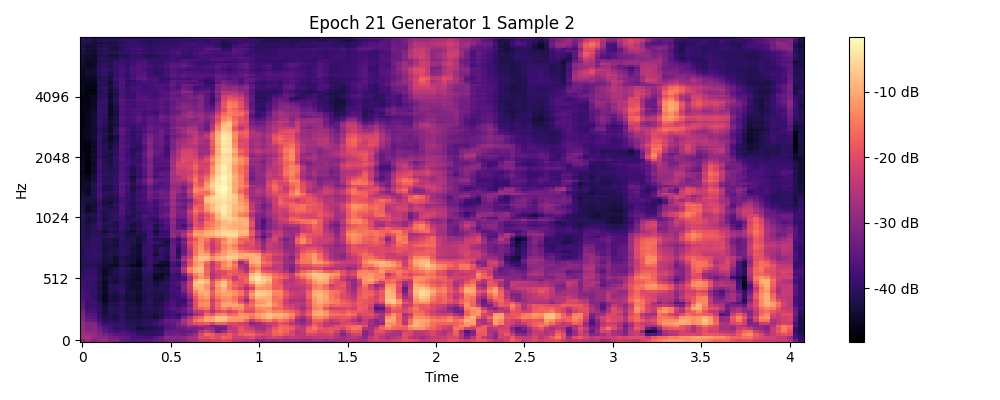 Epoch 21 Generator 1 Sample 2
Hz
4096
2048
1024
512
0
0 0.5 1 1.5 2 2.5 3 3.5 4
Time
-10 dB
-20 dB
-30 dB
-40 dB